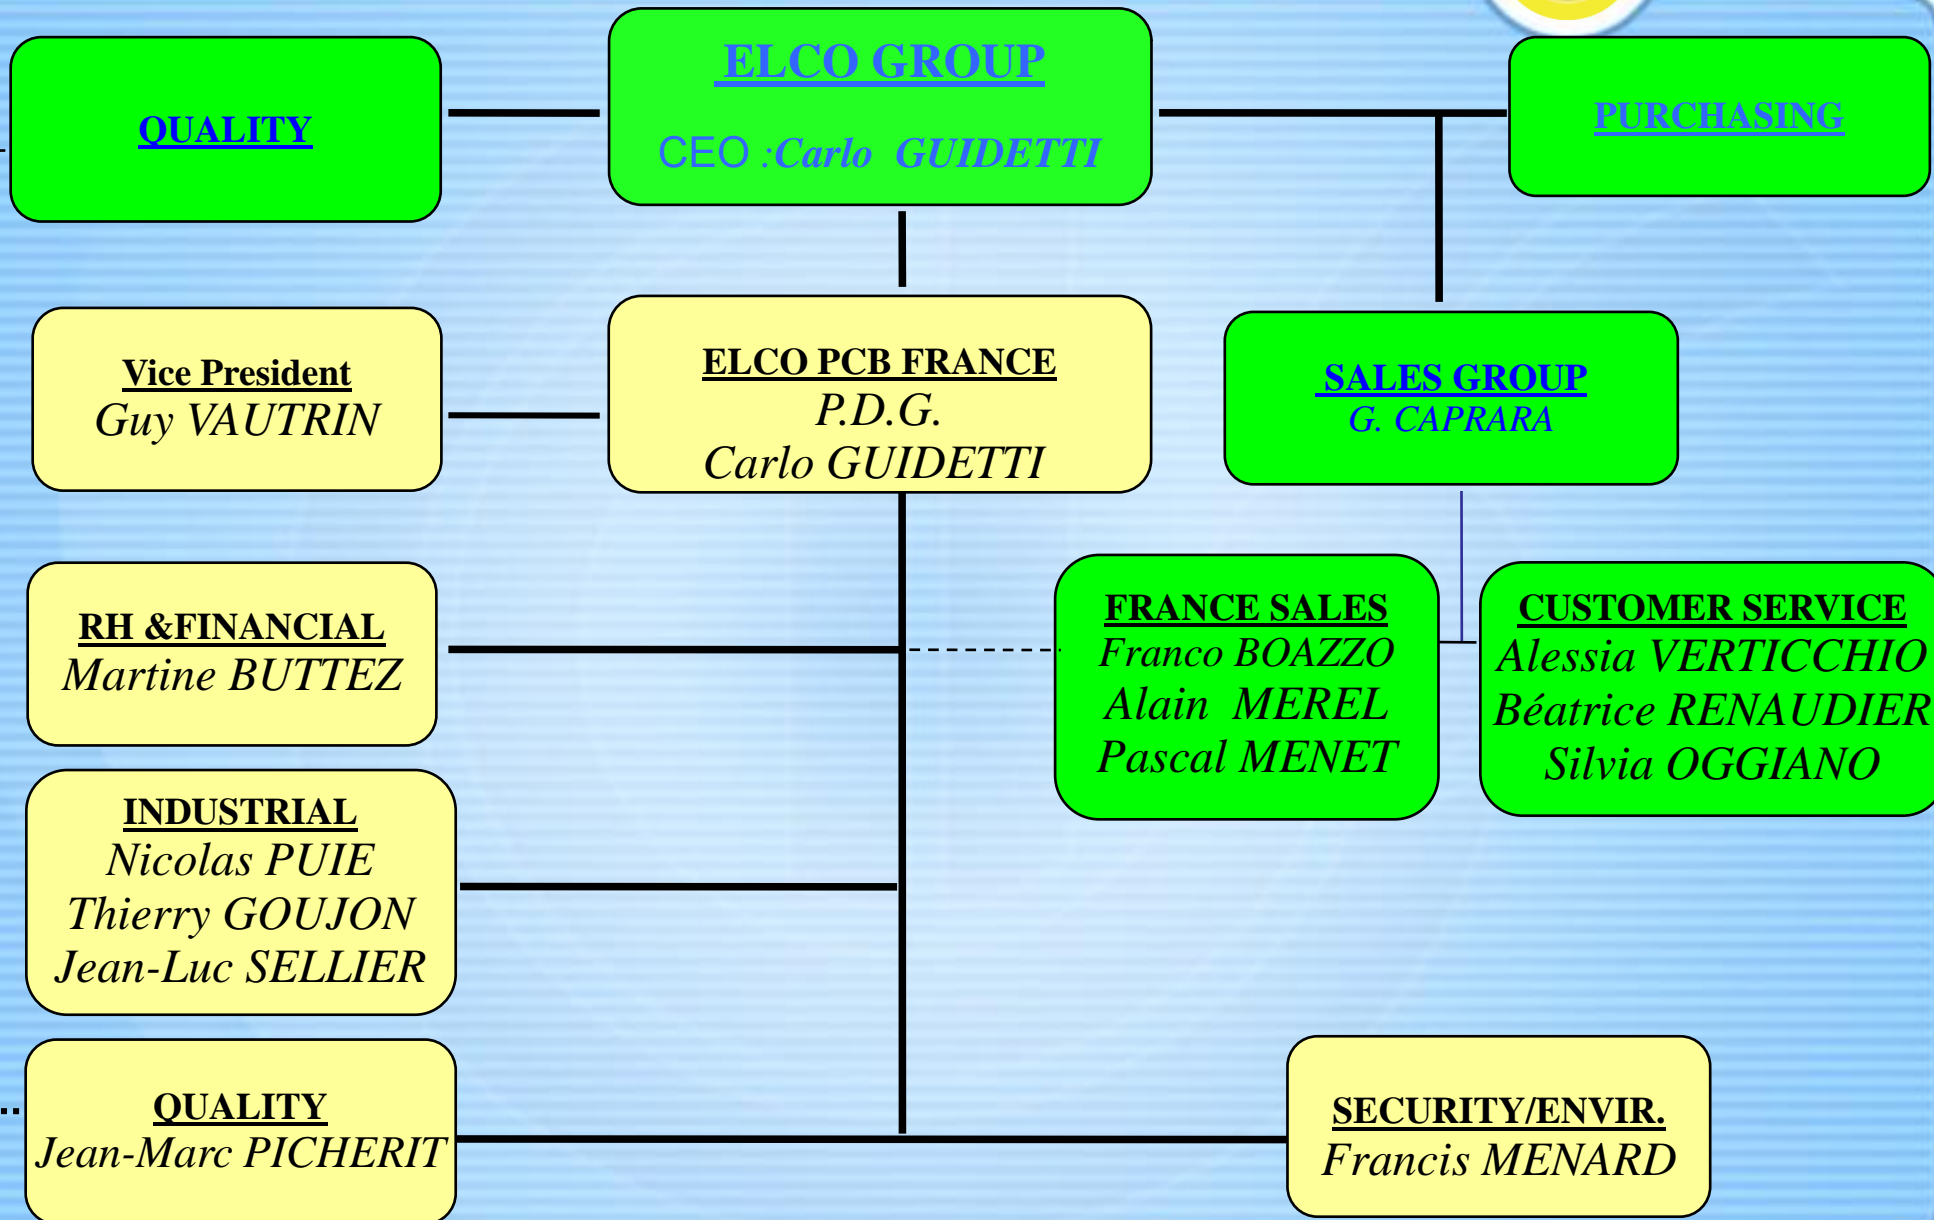 QUALITY
ELCO GROUP
CEO :Carlo GUIDETTI
PURCHASING
Vice President
Guy VAUTRIN
ELCO PCB FRANCE
P.D.G.
Carlo GUIDETTI
SALES GROUP
G. CAPRARA
RH &FINANCIAL
Martine BUTTEZ
FRANCE SALES
Franco BOAZZO
Alain MEREL
Pascal MENET
CUSTOMER SERVICE
Alessia VERTICCHIO
Béatrice RENAUDIER
Silvia OGGIANO
INDUSTRIAL
Nicolas PUIE
Thierry GOUJON
Jean-Luc SELLIER
QUALITY
Jean-Marc PICHERIT
SECURITY/ENVIR.
Francis MENARD